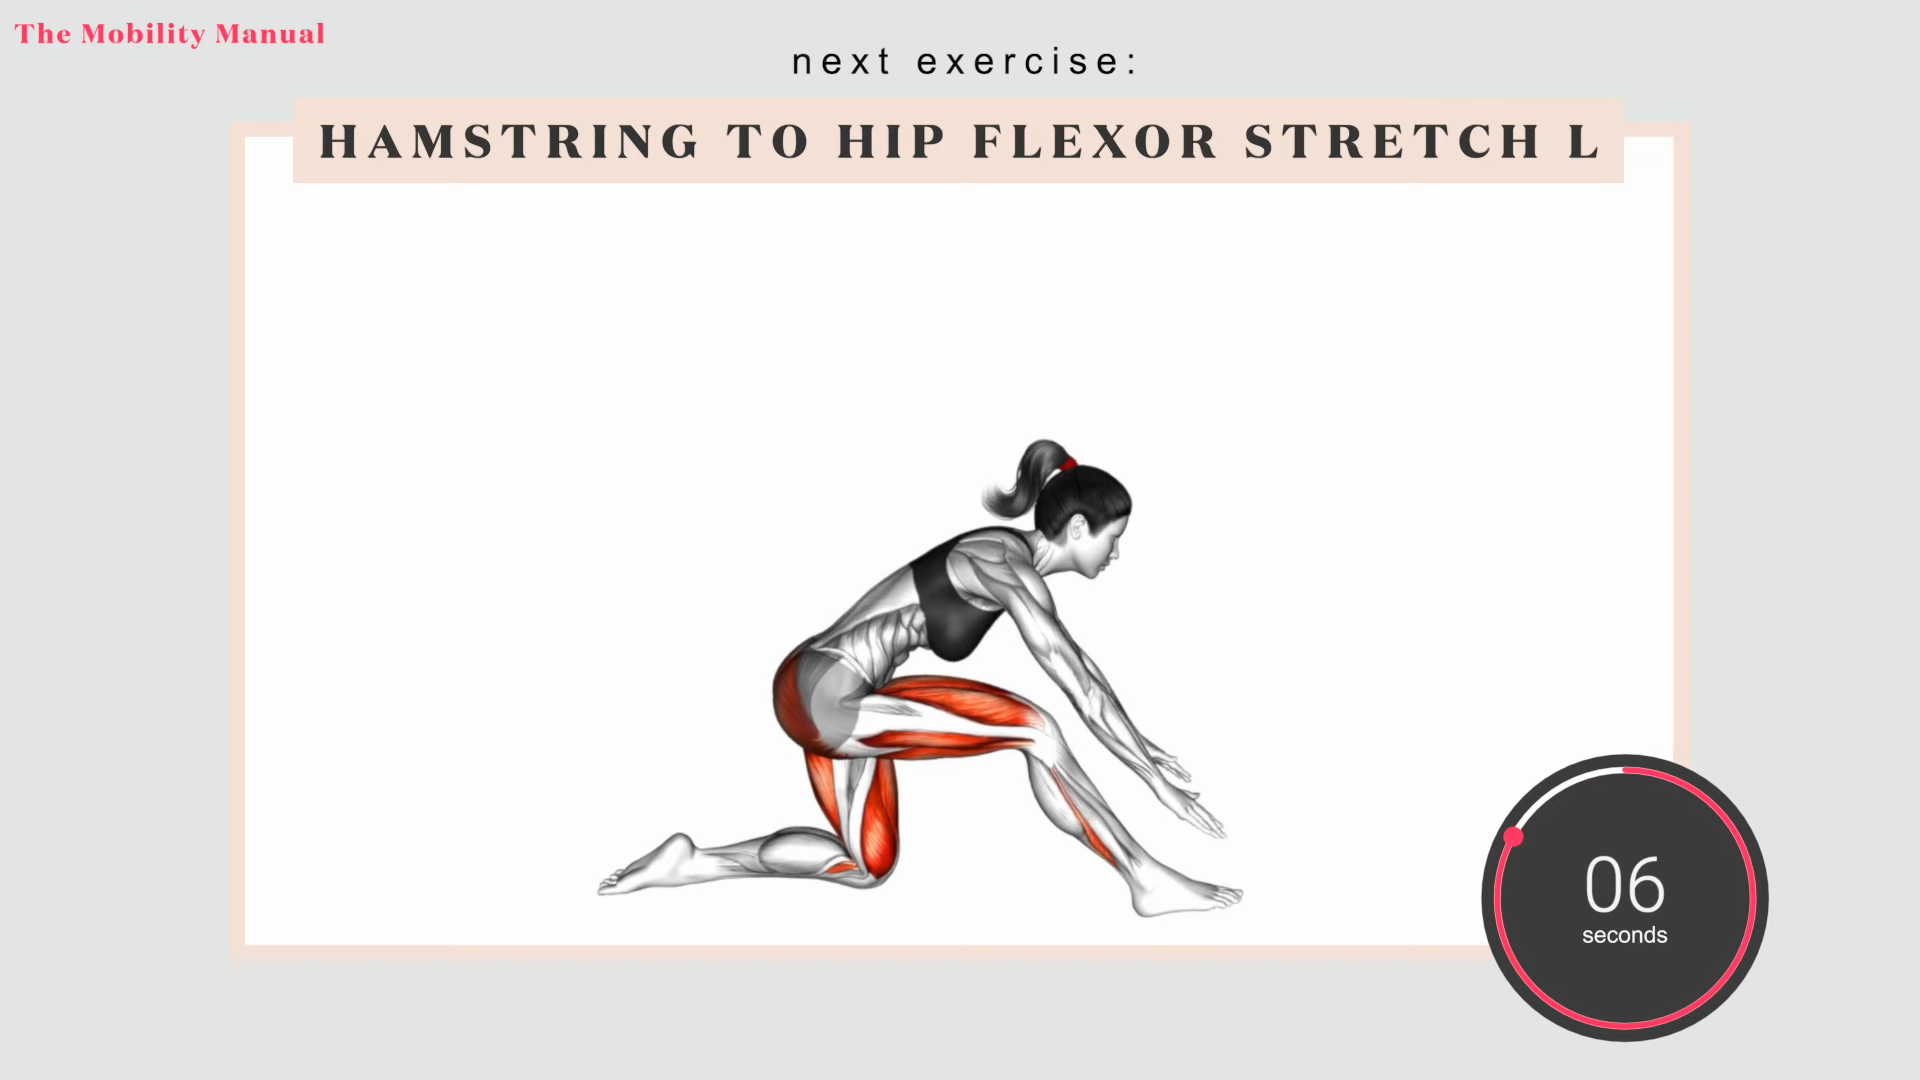 The Mobility Manual
next exercise:
HAMSTRING TO HIP FLEXOR STRETCH L
06
seconds